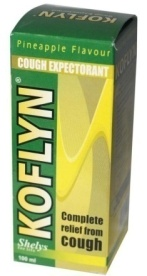 Pineapple Flavour
COUGH EXPECTORANT
KOFLYN®
Complete
relief from
Cough
Shelys
100 ml